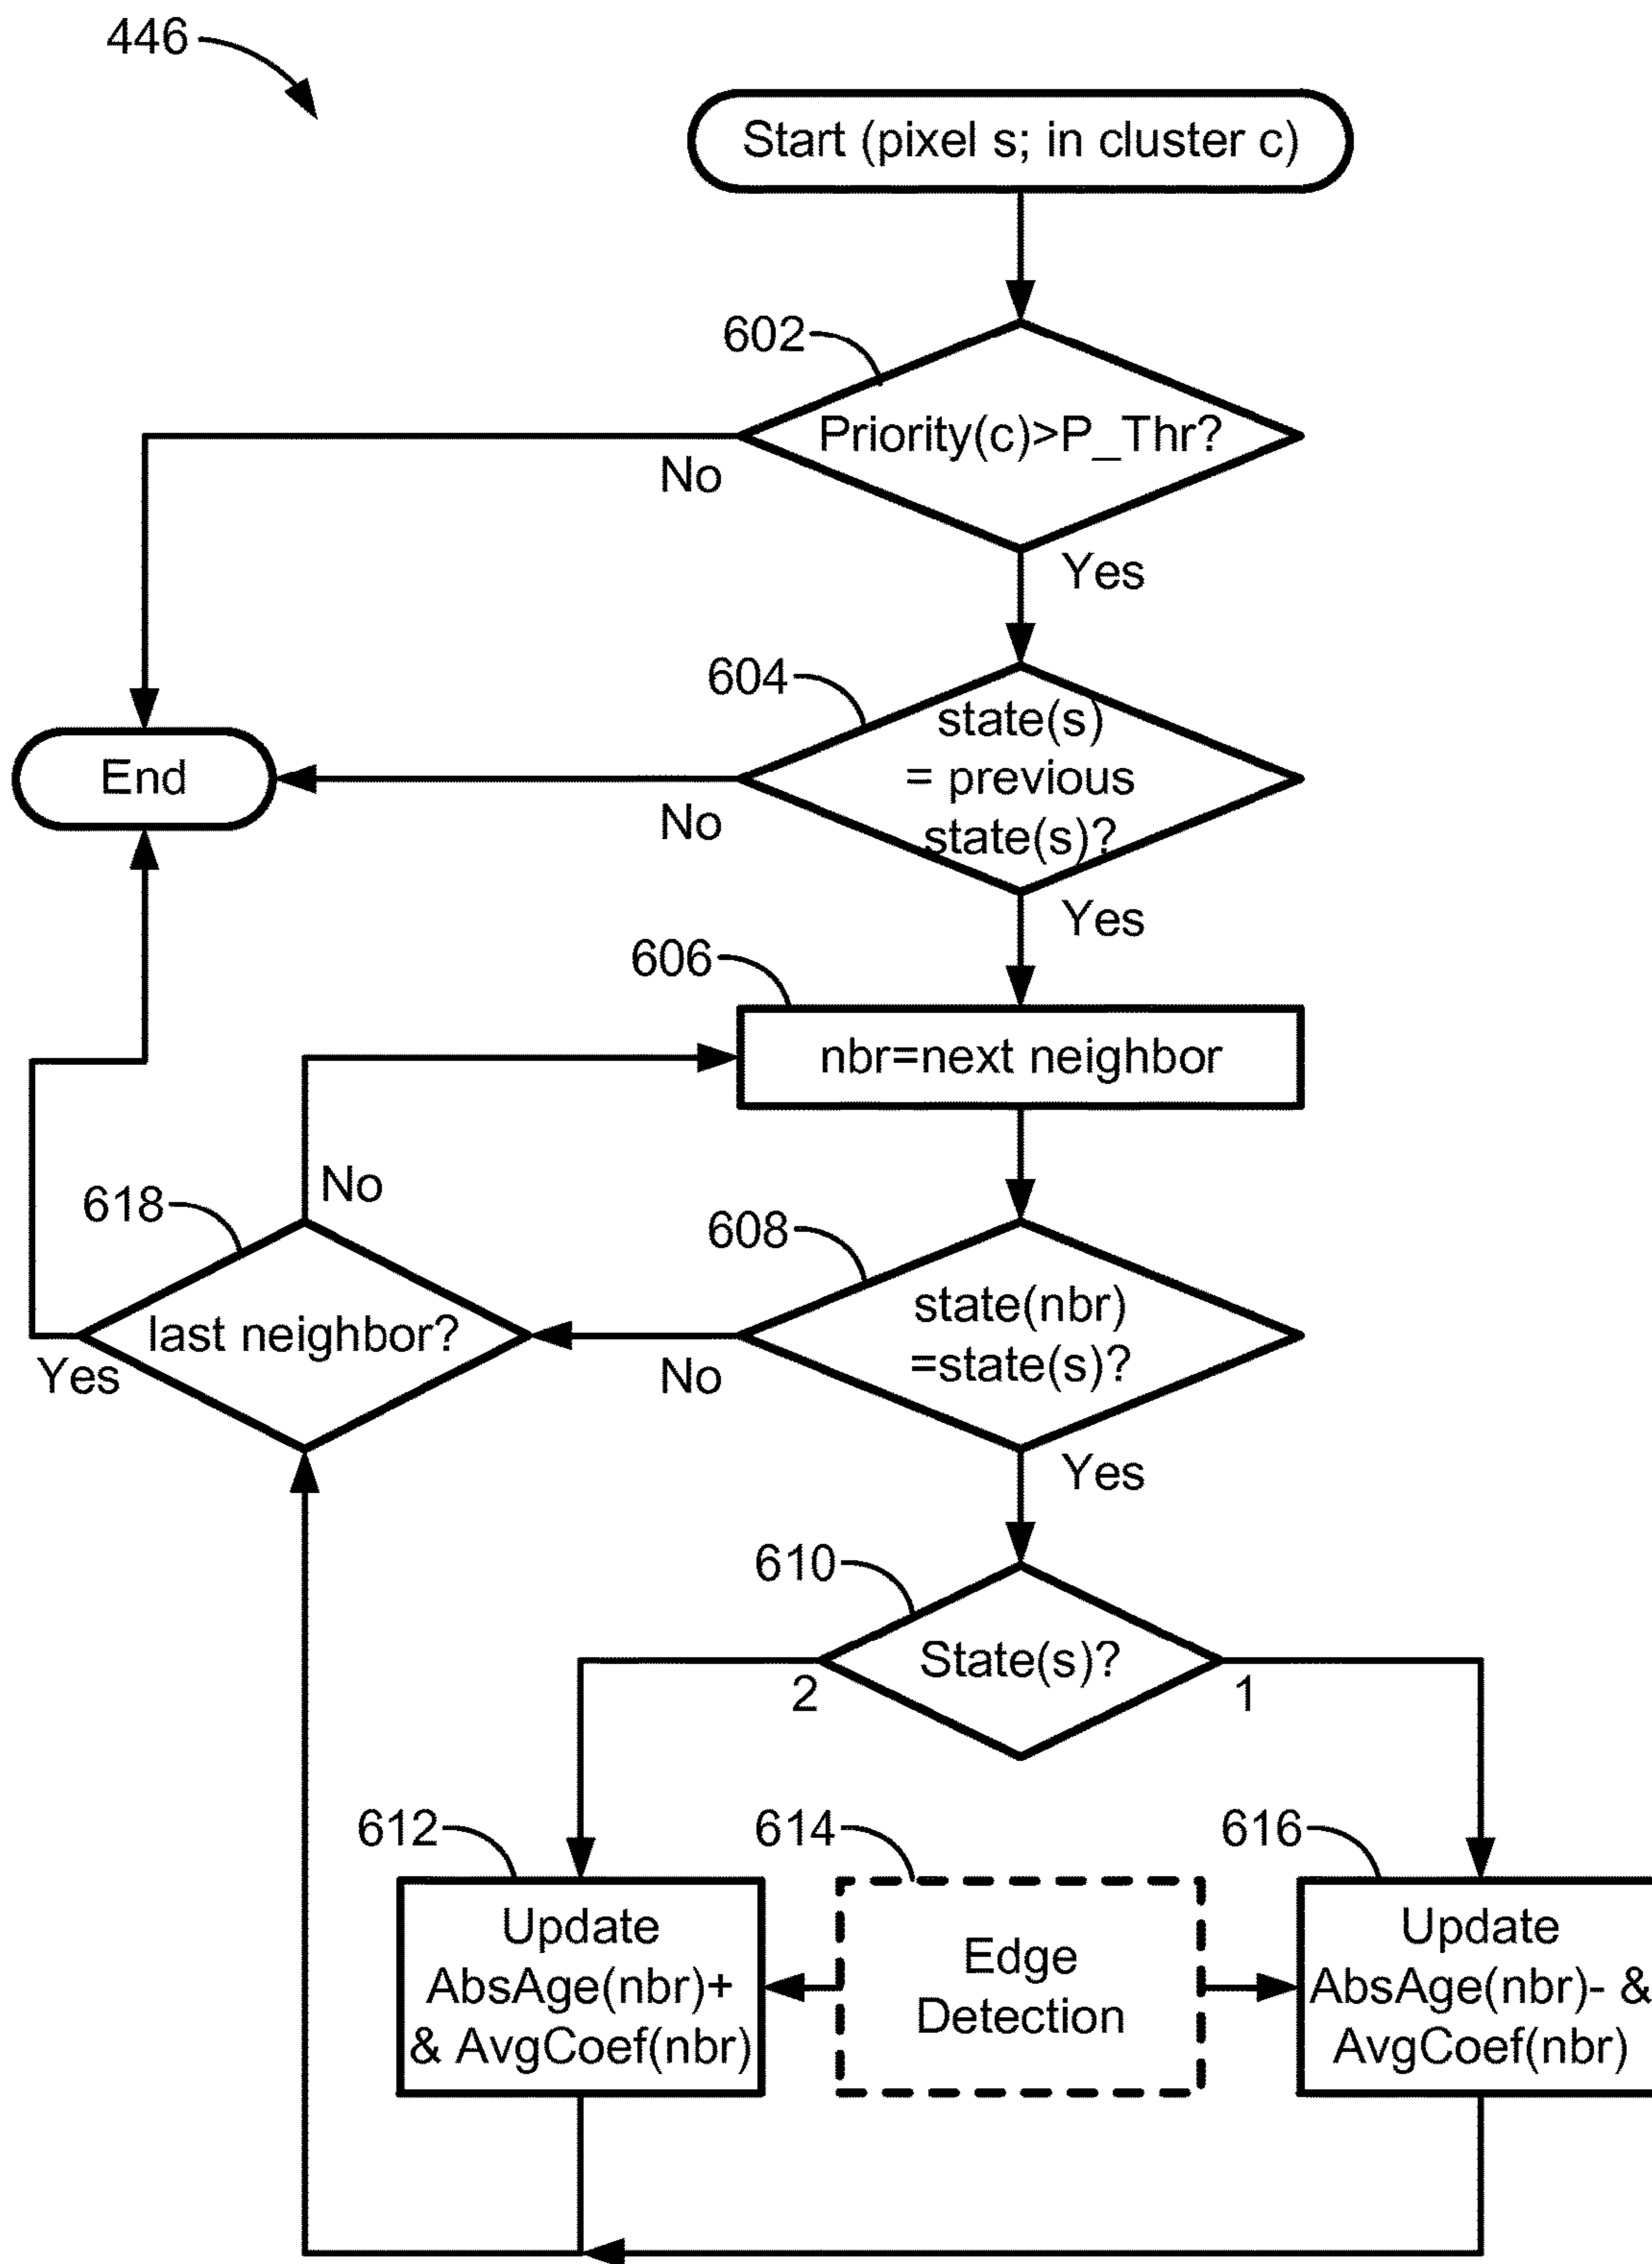 446
Start (pixel s; in cluster c)
602
Priority(c)>P_Thr?
No
Yes
604
state(s)
= previous
state(s)?
End
No
Yes
606
nbr=next neighbor
No
618
608
last neighbor?
state(nbr)
=state(s)?
Yes
No
Yes
610
State(s)?
2
1
612
614
616
Update
AbsAge(nbr)+
& AvgCoef(nbr)
Edge
Detection
Update
AbsAge(nbr)- &
AvgCoef(nbr)